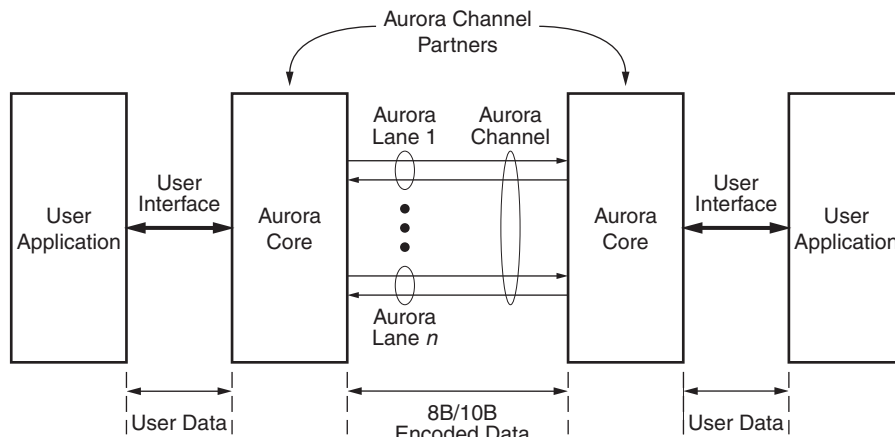 Aurora Channel
Partners
Aurora
Lane 1
Aurora
Channel
User
Interface
User
Interface
User
Application
Aurora
Core
Aurora
Core
User
Application
Aurora
Lane n
User Data
8B/10B
Encoded Data
User Data